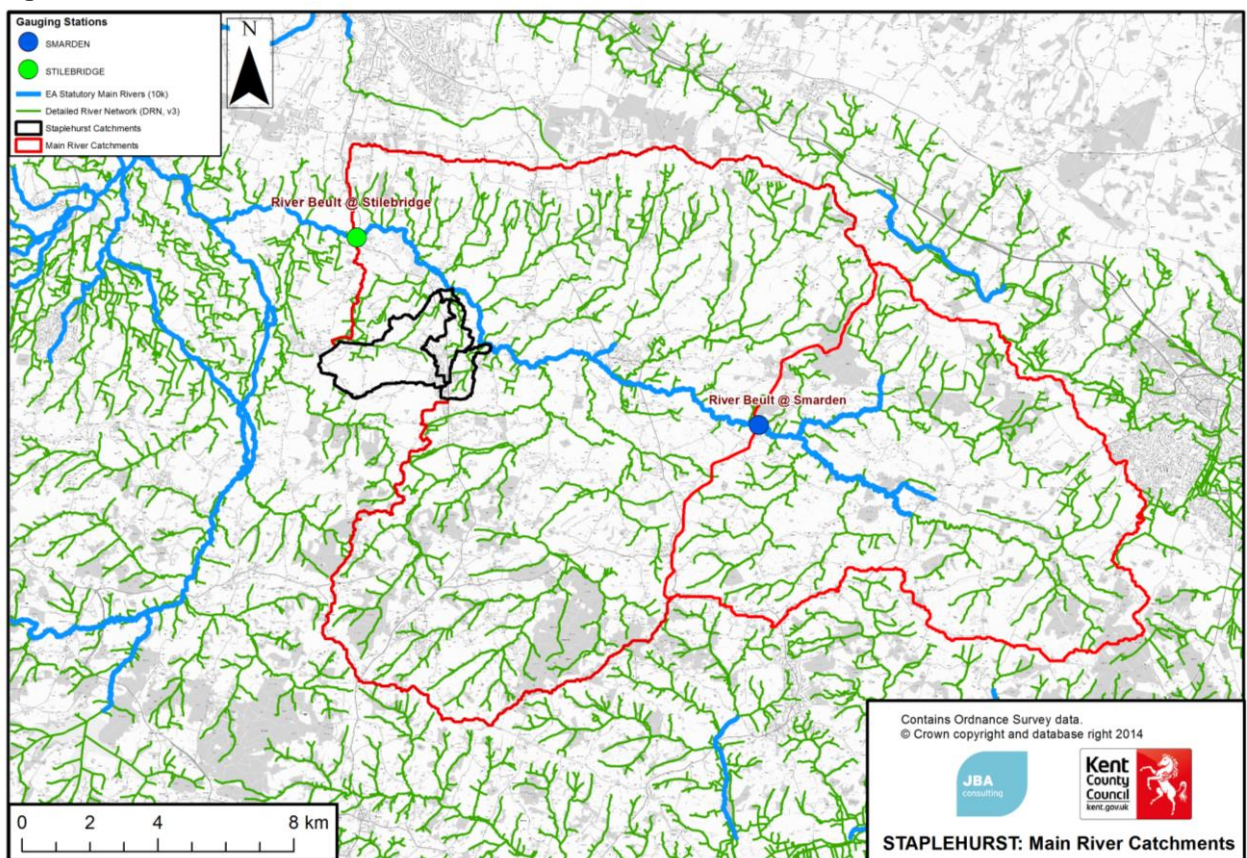 Gauging Stations
SMARDEN
STILEBRIDGE
EA Statutory Main Rivers (10k)
Detailed River Network (DRN, v3)
Staplehurst Catchments
Main River Catchments
N
River Beult @ Stilebridge
River Beult @ Smarden
0 2 4 8 km
Contains Ordnance Survey data.
© Crown copyright and database right 2014
JBA
consulting
Kent
County
Council
kent.gov.uk
STAPLEHURST: Main River Catchments